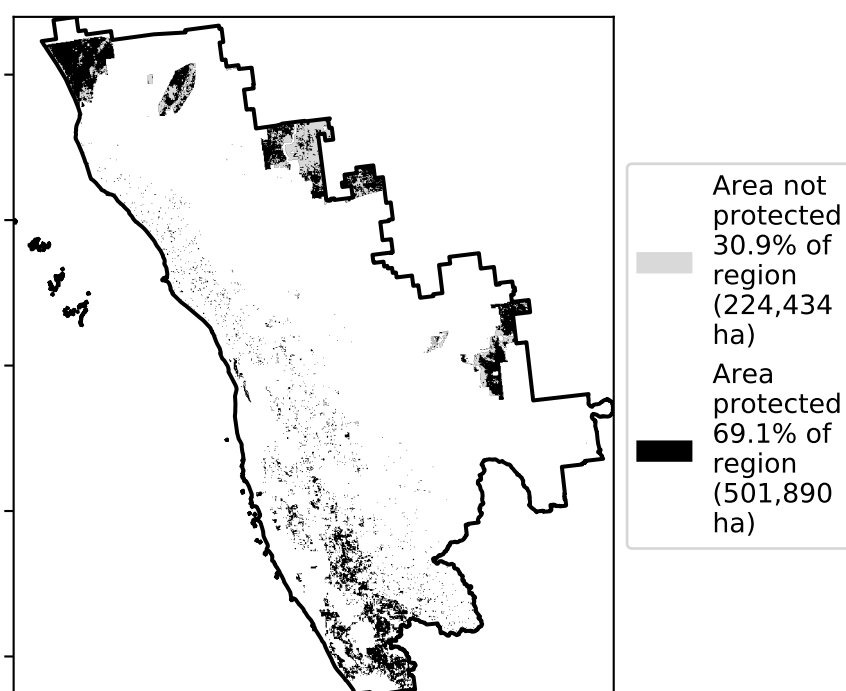 Area not
protected
30.9% of
region
(224,434
ha)
Area
protected
69.1% of
region
(501,890
ha)